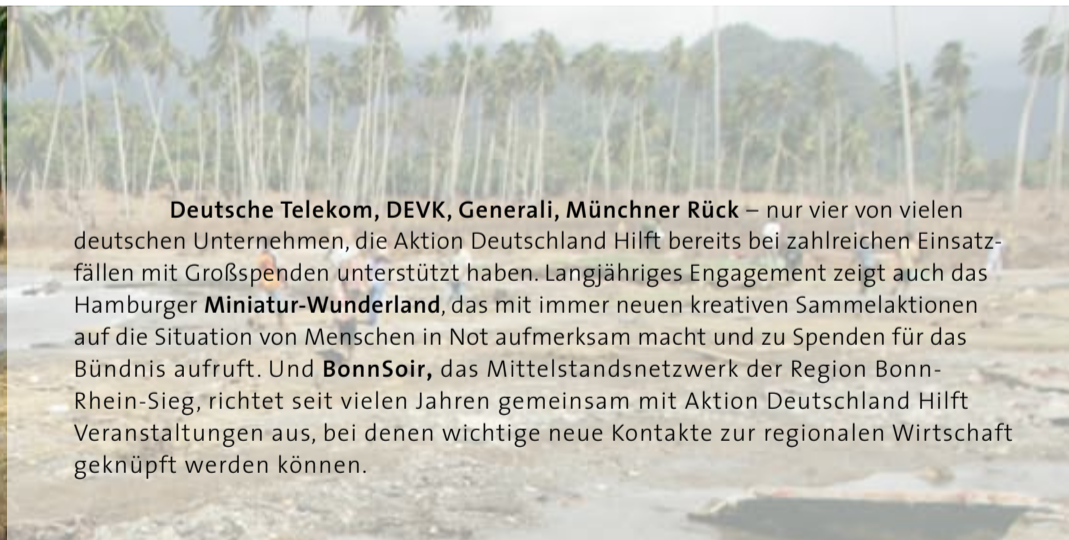 Deutsche Telekom, DEVK, Generali, Münchner Rück – nur vier von vielen
deutschen Unternehmen, die Aktion Deutschland Hilft bereits bei zahlreichen Einsatz-
fällen mit Großspenden unterstützt haben. Langjähriges Engagement zeigt auch das
Hamburger Miniatur-Wunderland, das mit immer neuen kreativen Sammelaktionen
auf die Situation von Menschen in Not aufmerksam macht und zu Spenden für das
Bündnis aufruft. Und BonnSoir, das Mittelstandsnetzwerk der Region Bonn-
Rhein-Sieg, richtet seit vielen Jahren gemeinsam mit Aktion Deutschland Hilft
Veranstaltungen aus, bei denen wichtige neue Kontakte zur regionalen Wirtschaft
geknüpft werden können.